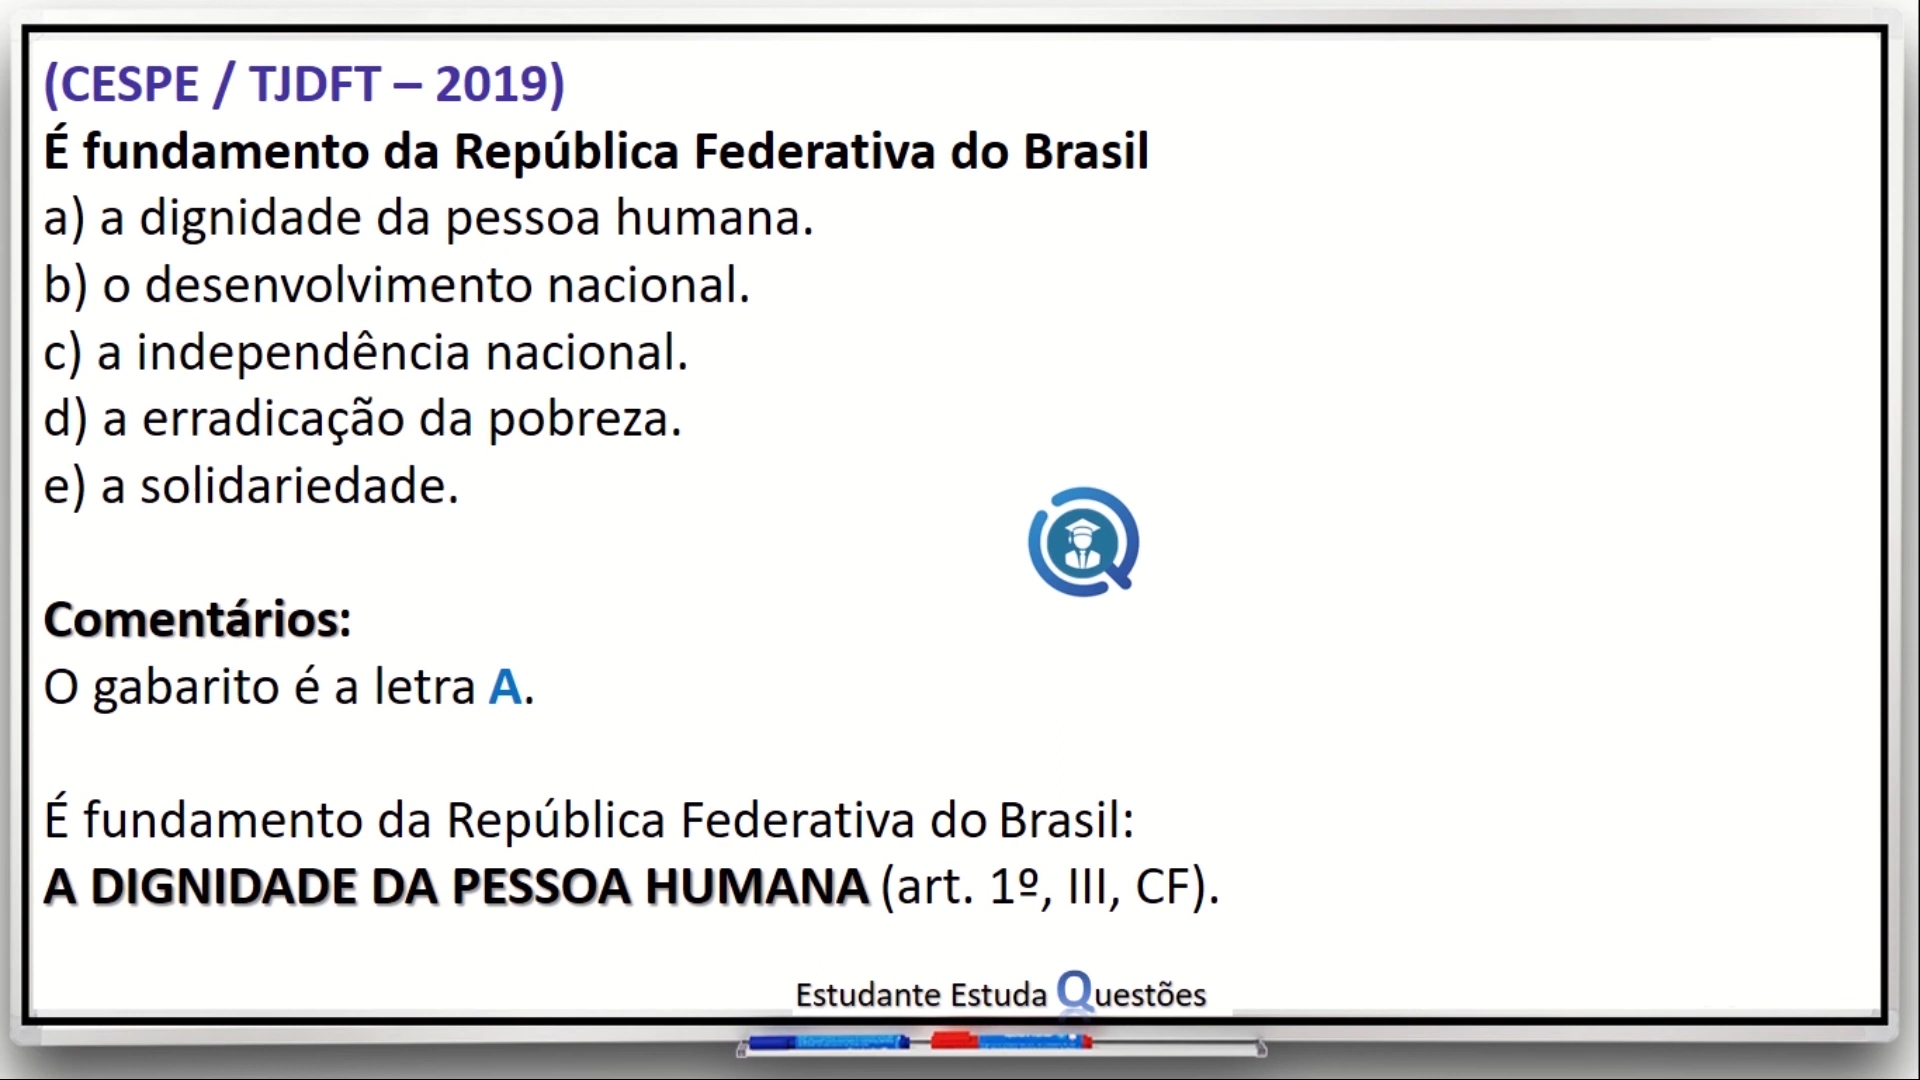 (CESPE / TJDFT – 2019)
É fundamento da República Federativa do Brasil
a) a dignidade da pessoa humana.
b) o desenvolvimento nacional.
c) a independência nacional.
d) a erradicação da pobreza.
e) a solidariedade.
Comentários:
O gabarito é a letra A.
É fundamento da República Federativa do Brasil:
A DIGNIDADE DA PESSOA HUMANA (art. 1º, III, CF).
Estudante Estuda Questões